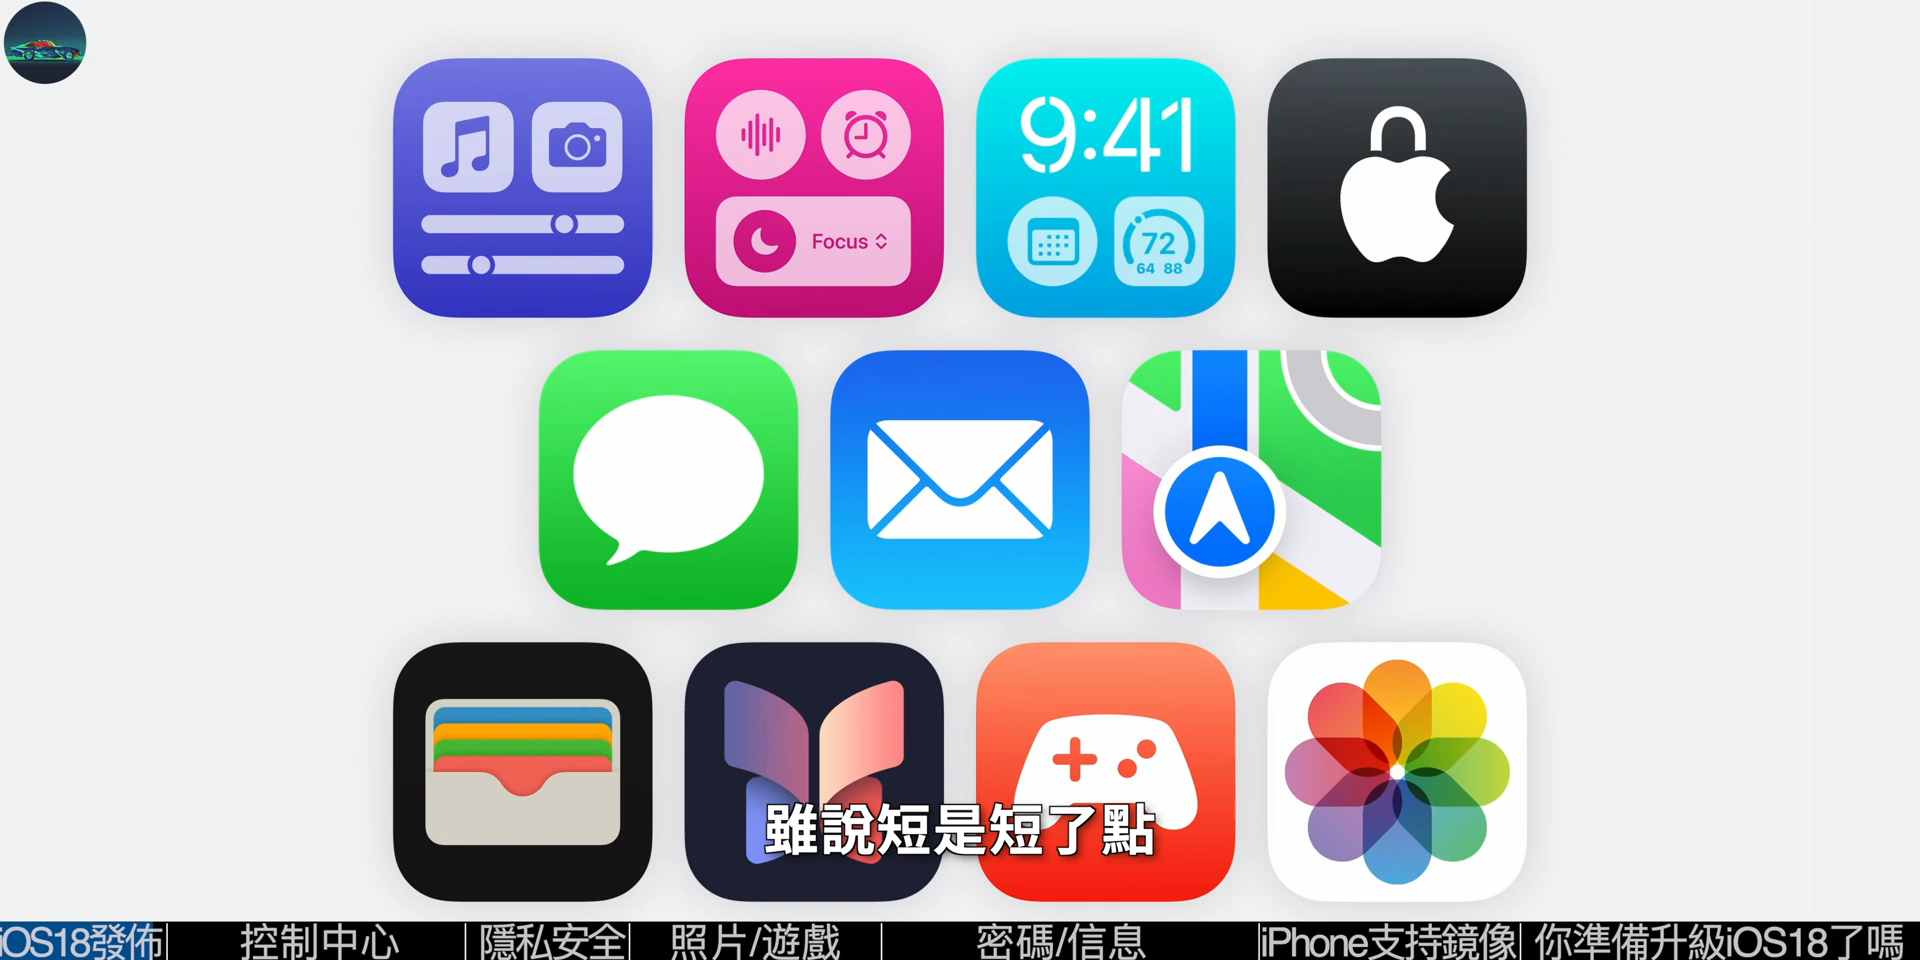 9:41
Focus
72
64 88
雖說短是短了點
iOS18發佈
控制中心
隱私安全
照片/遊戲
密碼/信息
iPhone支持鏡像
你準備升級iOS18了嗎